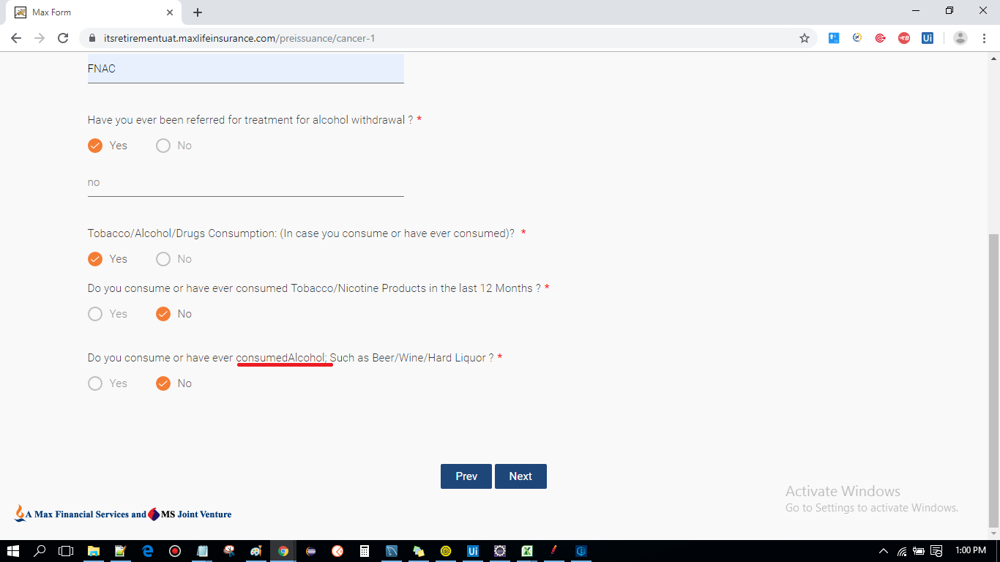 Max Form
itsretirementuat.maxlifeinsurance.com/preissuance/cancer-1
FNAC
Have you ever been referred for treatment for alcohol withdrawal ? *
Yes No
no
Tobacco/Alcohol/Drugs Consumption: (In case you consume or have ever consumed)? *
Yes No
Do you consume or have ever consumed Tobacco/Nicotine Products in the last 12 Months ? *
Yes No
Do you consume or have ever consumedAlcohol; Such as Beer/Wine/Hard Liquor ? *
Yes No
Prev Next
Activate Windows
Go to Settings to activate Windows.
A Max Financial Services and MS Joint Venture
Ui
1:00 PM